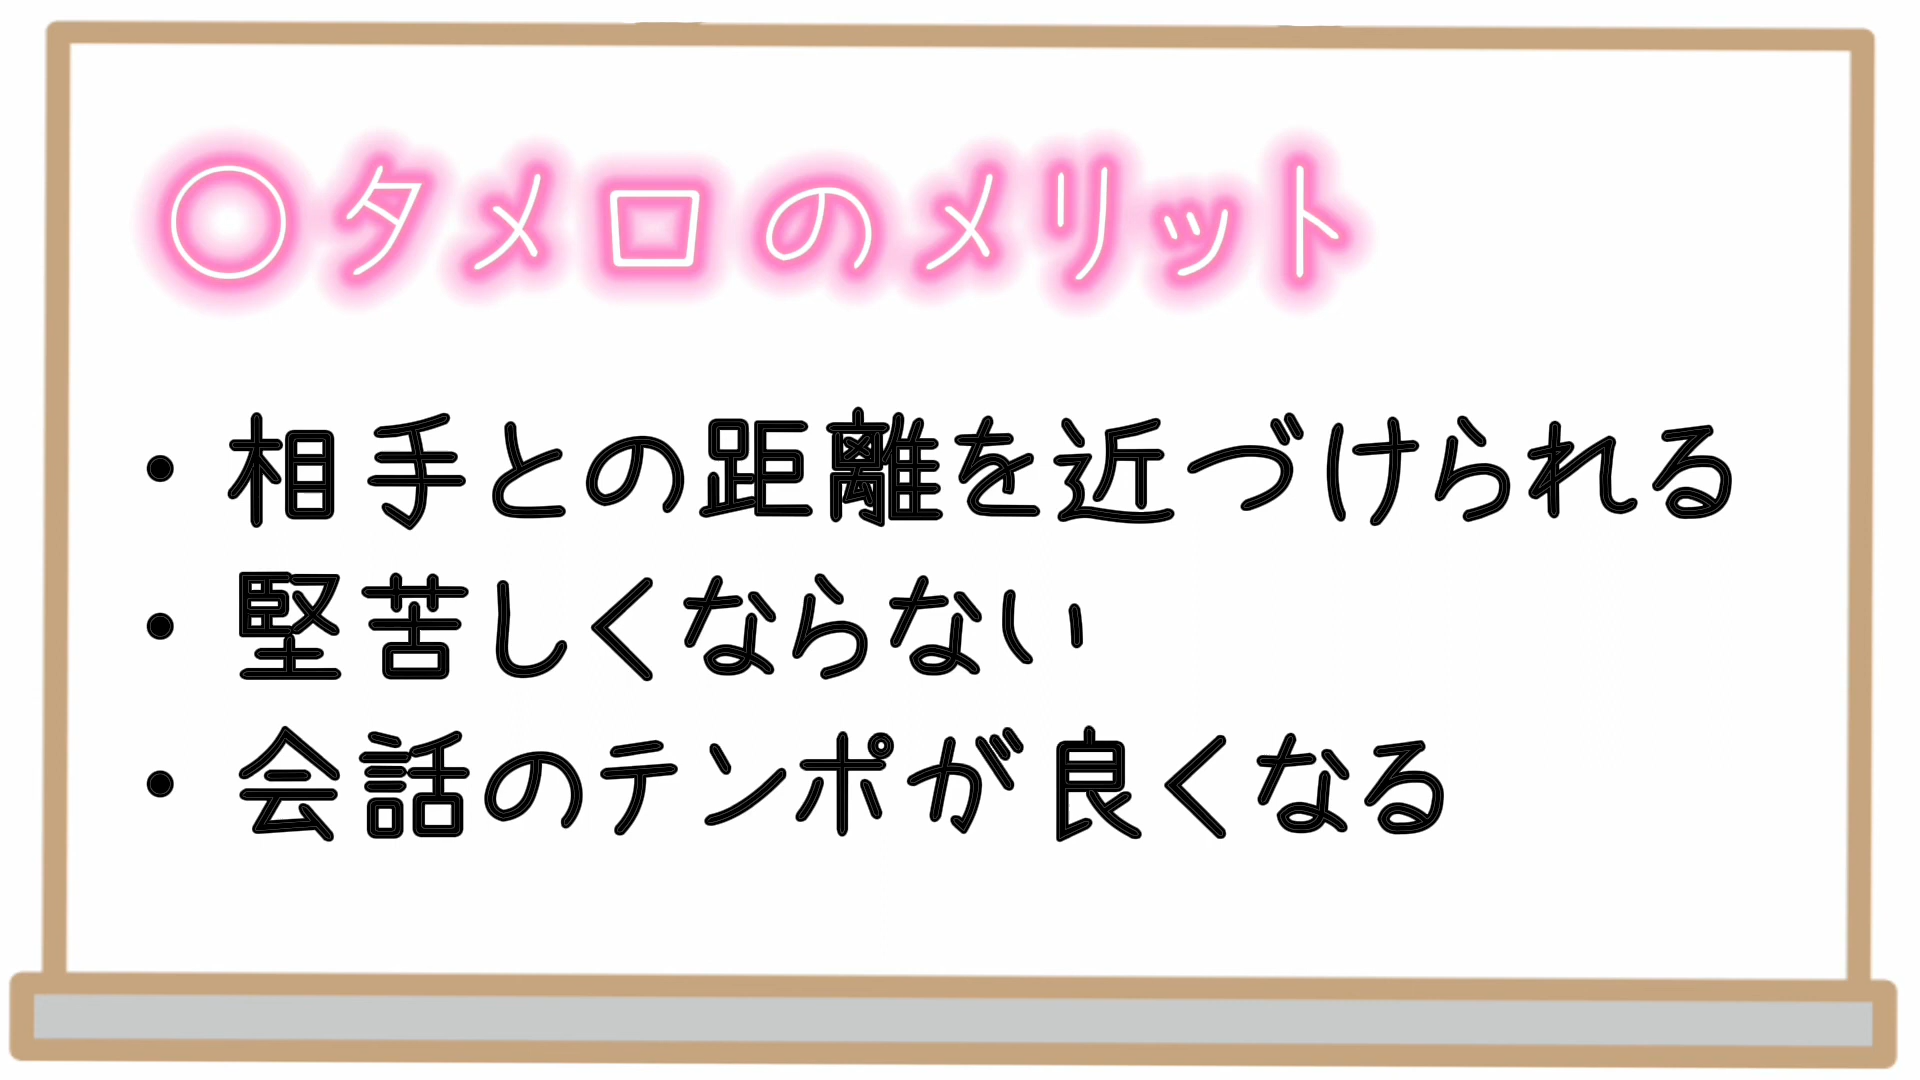 ○タメ口のメリット
・相手との距離を近づけられる
・堅苦しくならない
・会話のテンポが良くなる